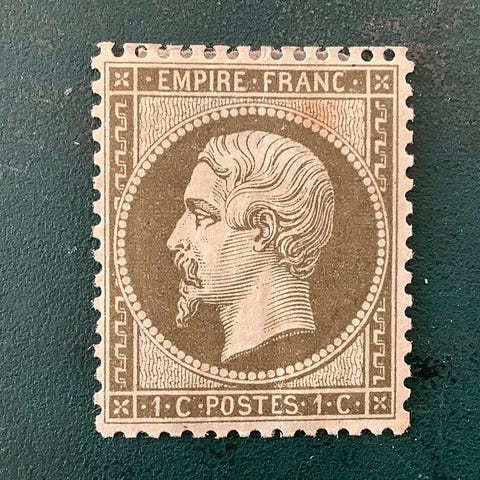 · EMPIRE · FRANC ·
· 1 · C · POSTES · 1 · C ·